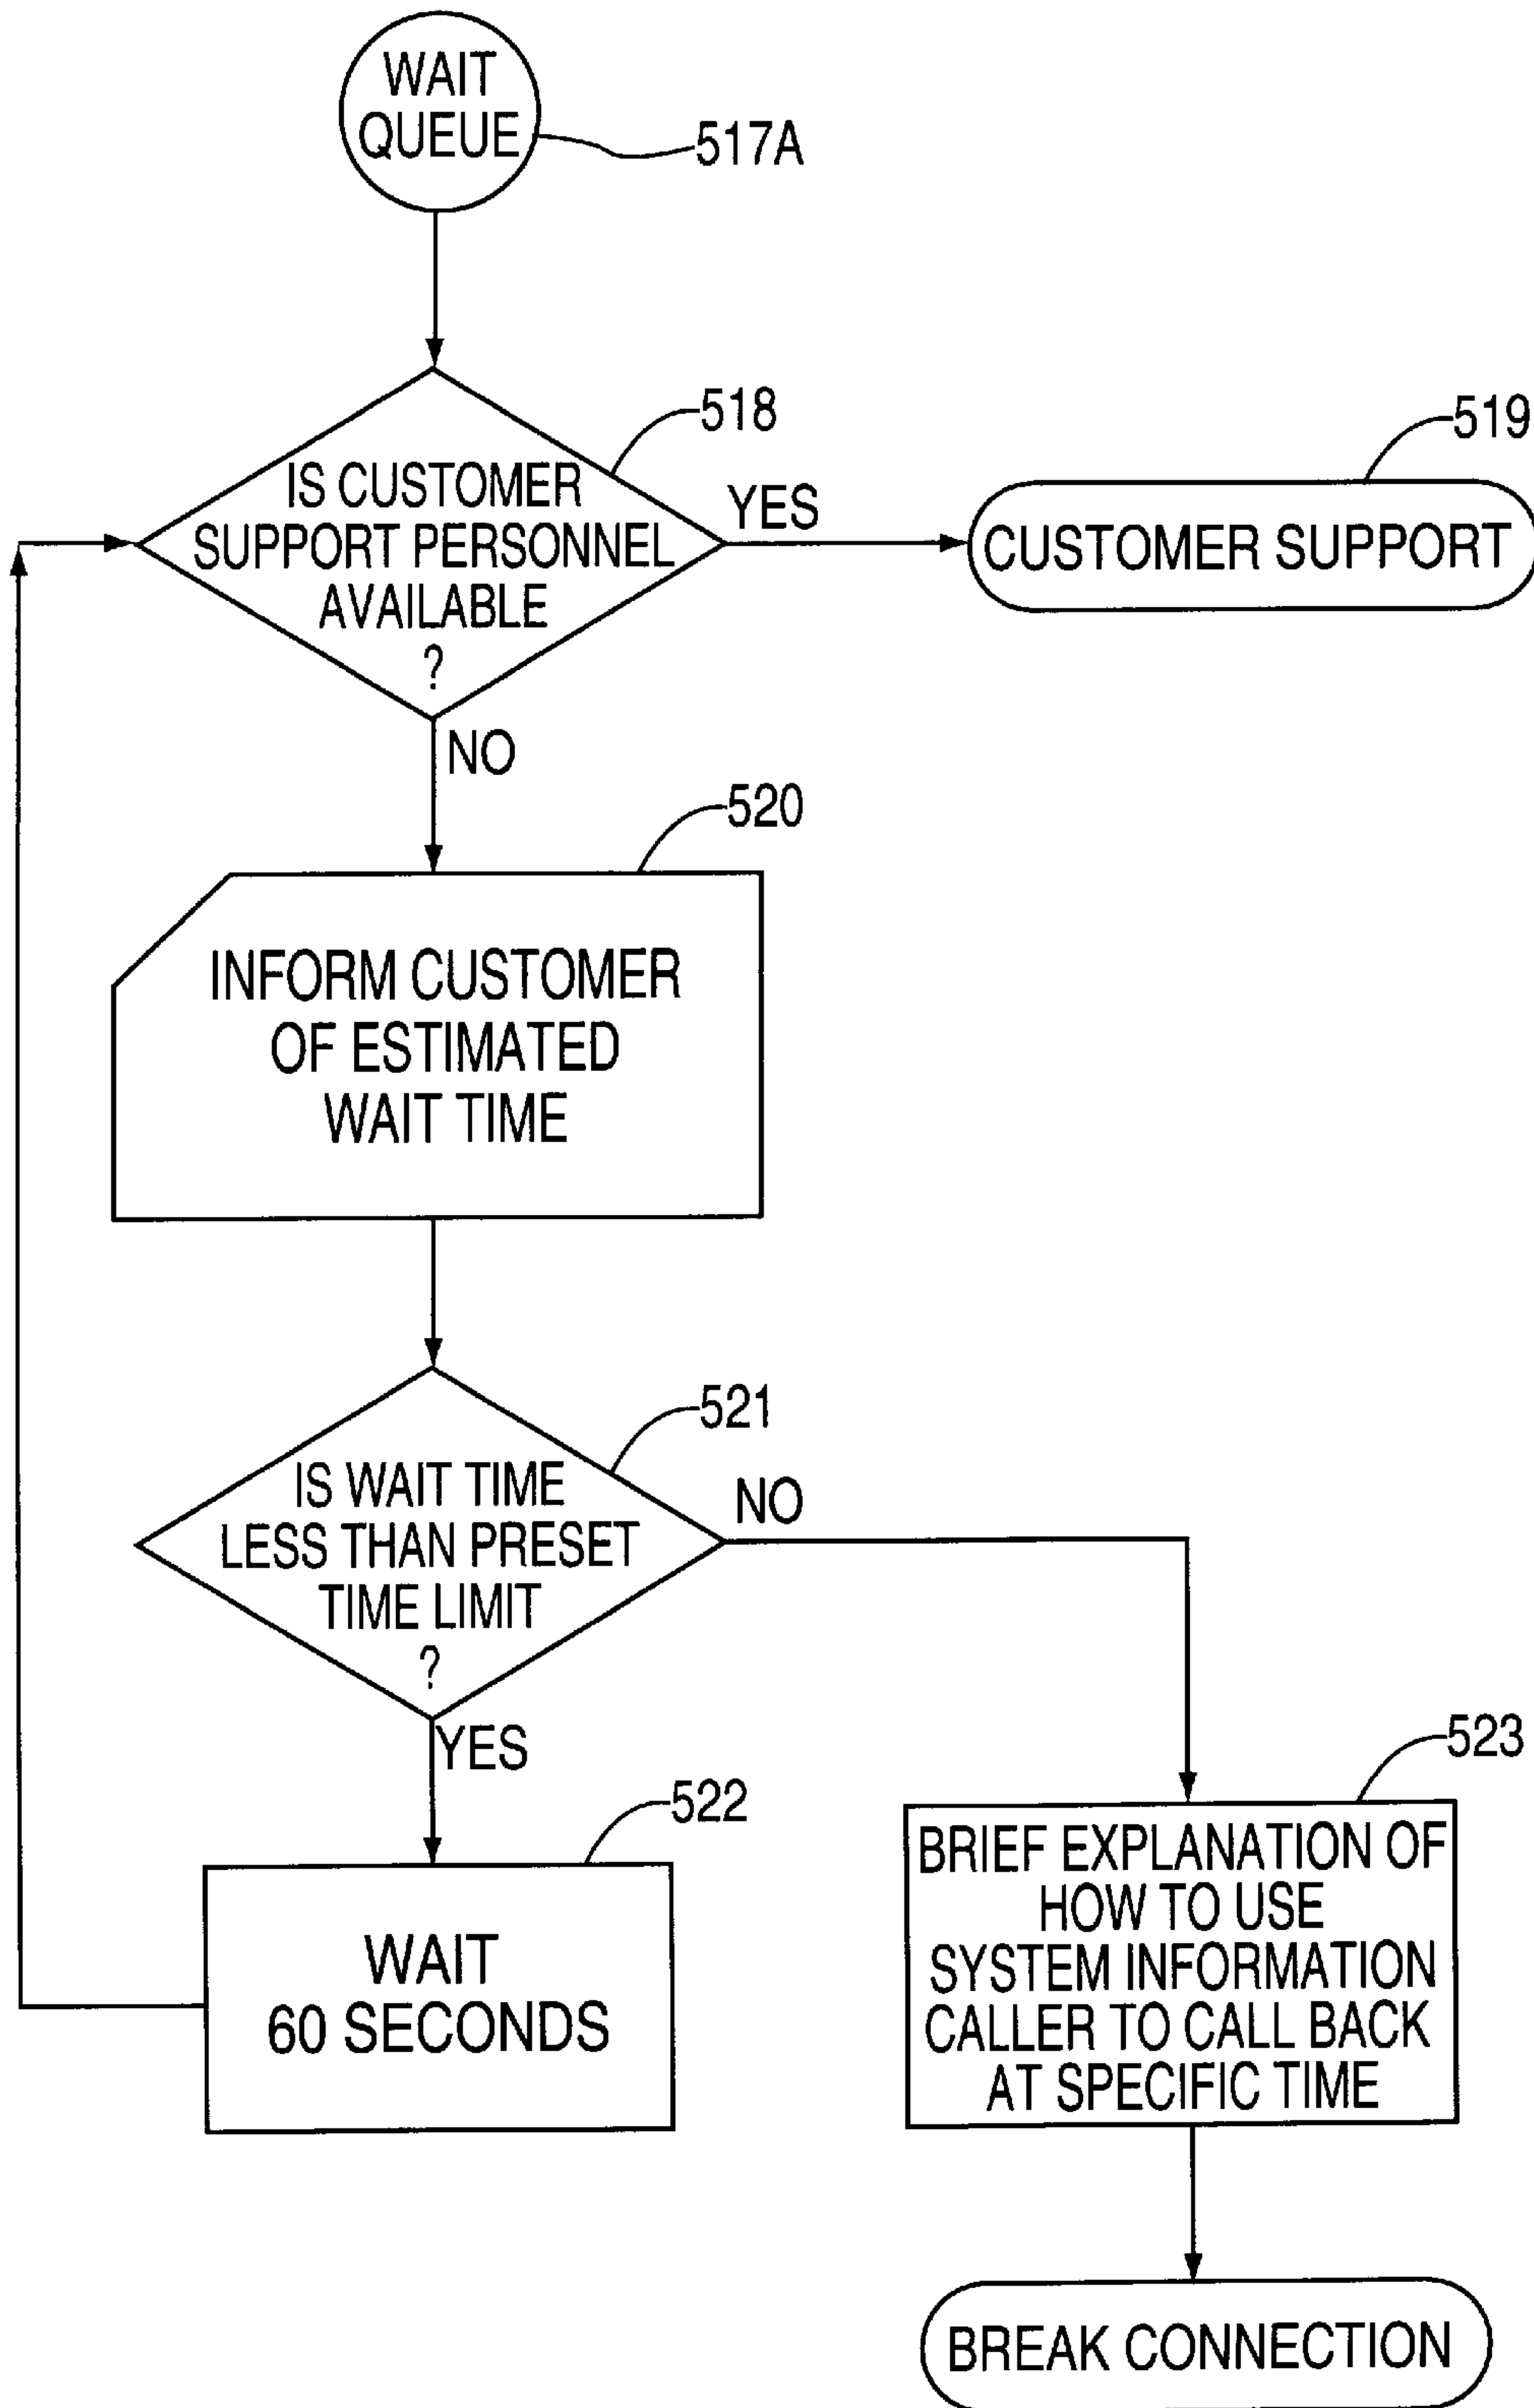 WAIT
QUEUE
517A
518
IS CUSTOMER
SUPPORT PERSONNEL
AVAILABLE
?
YES
519
CUSTOMER SUPPORT
NO
520
INFORM CUSTOMER
OF ESTIMATED
WAIT TIME
521
IS WAIT TIME
LESS THAN PRESET
TIME LIMIT
?
NO
YES
522
WAIT
60 SECONDS
523
BRIEF EXPLANATION OF
HOW TO USE
SYSTEM INFORMATION
CALLER TO CALL BACK
AT SPECIFIC TIME
BREAK CONNECTION